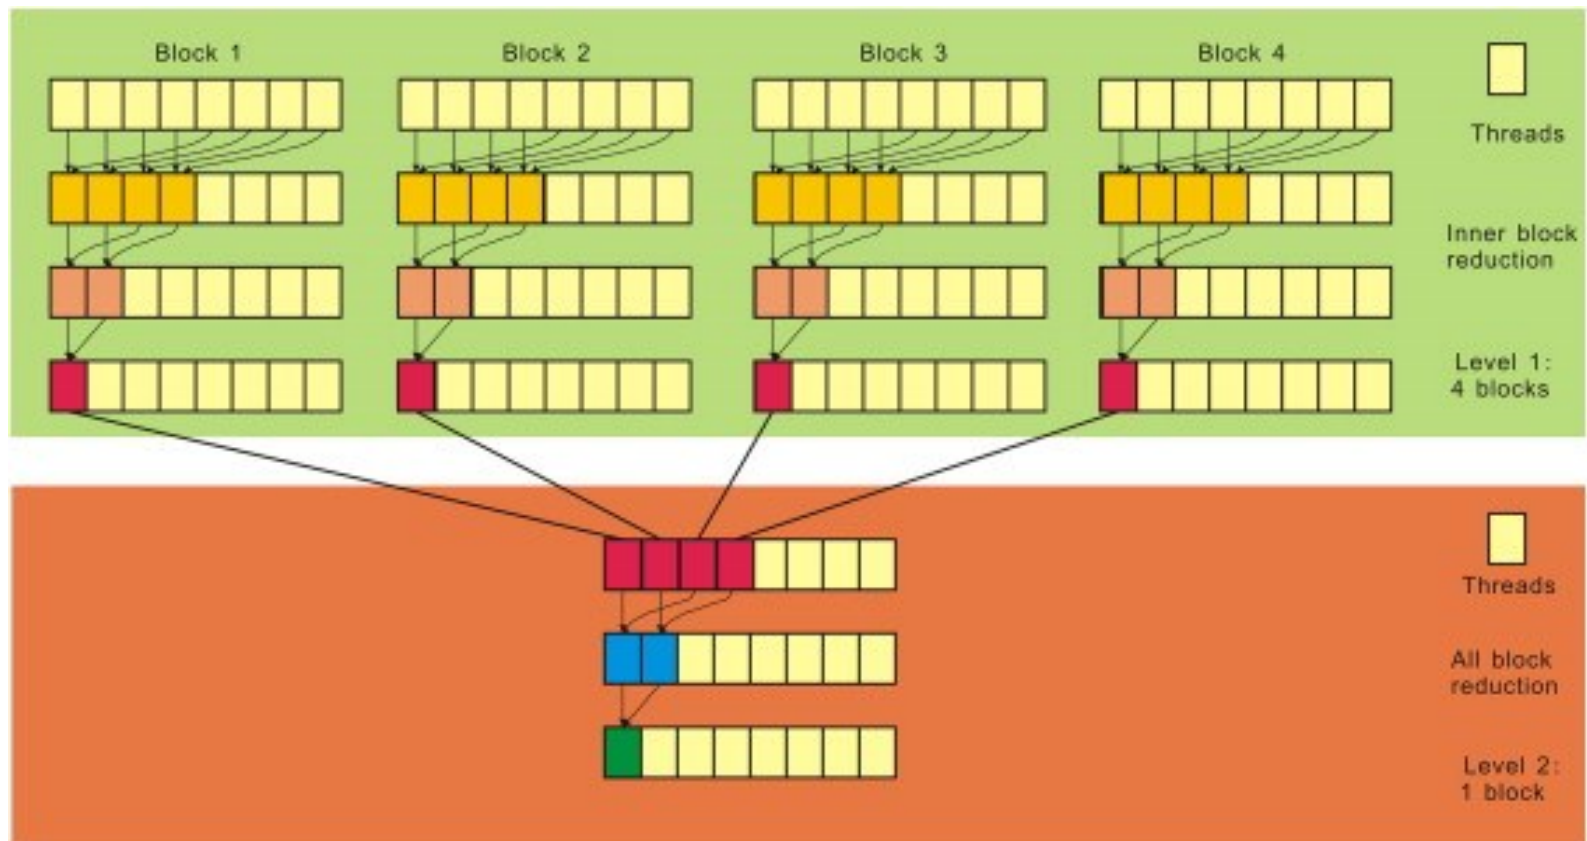 Block 1
Block 2
Block 3
Block 4
Threads
Inner block
reduction
Level 1:
4 blocks
Threads
All block
reduction
Level 2:
1 block